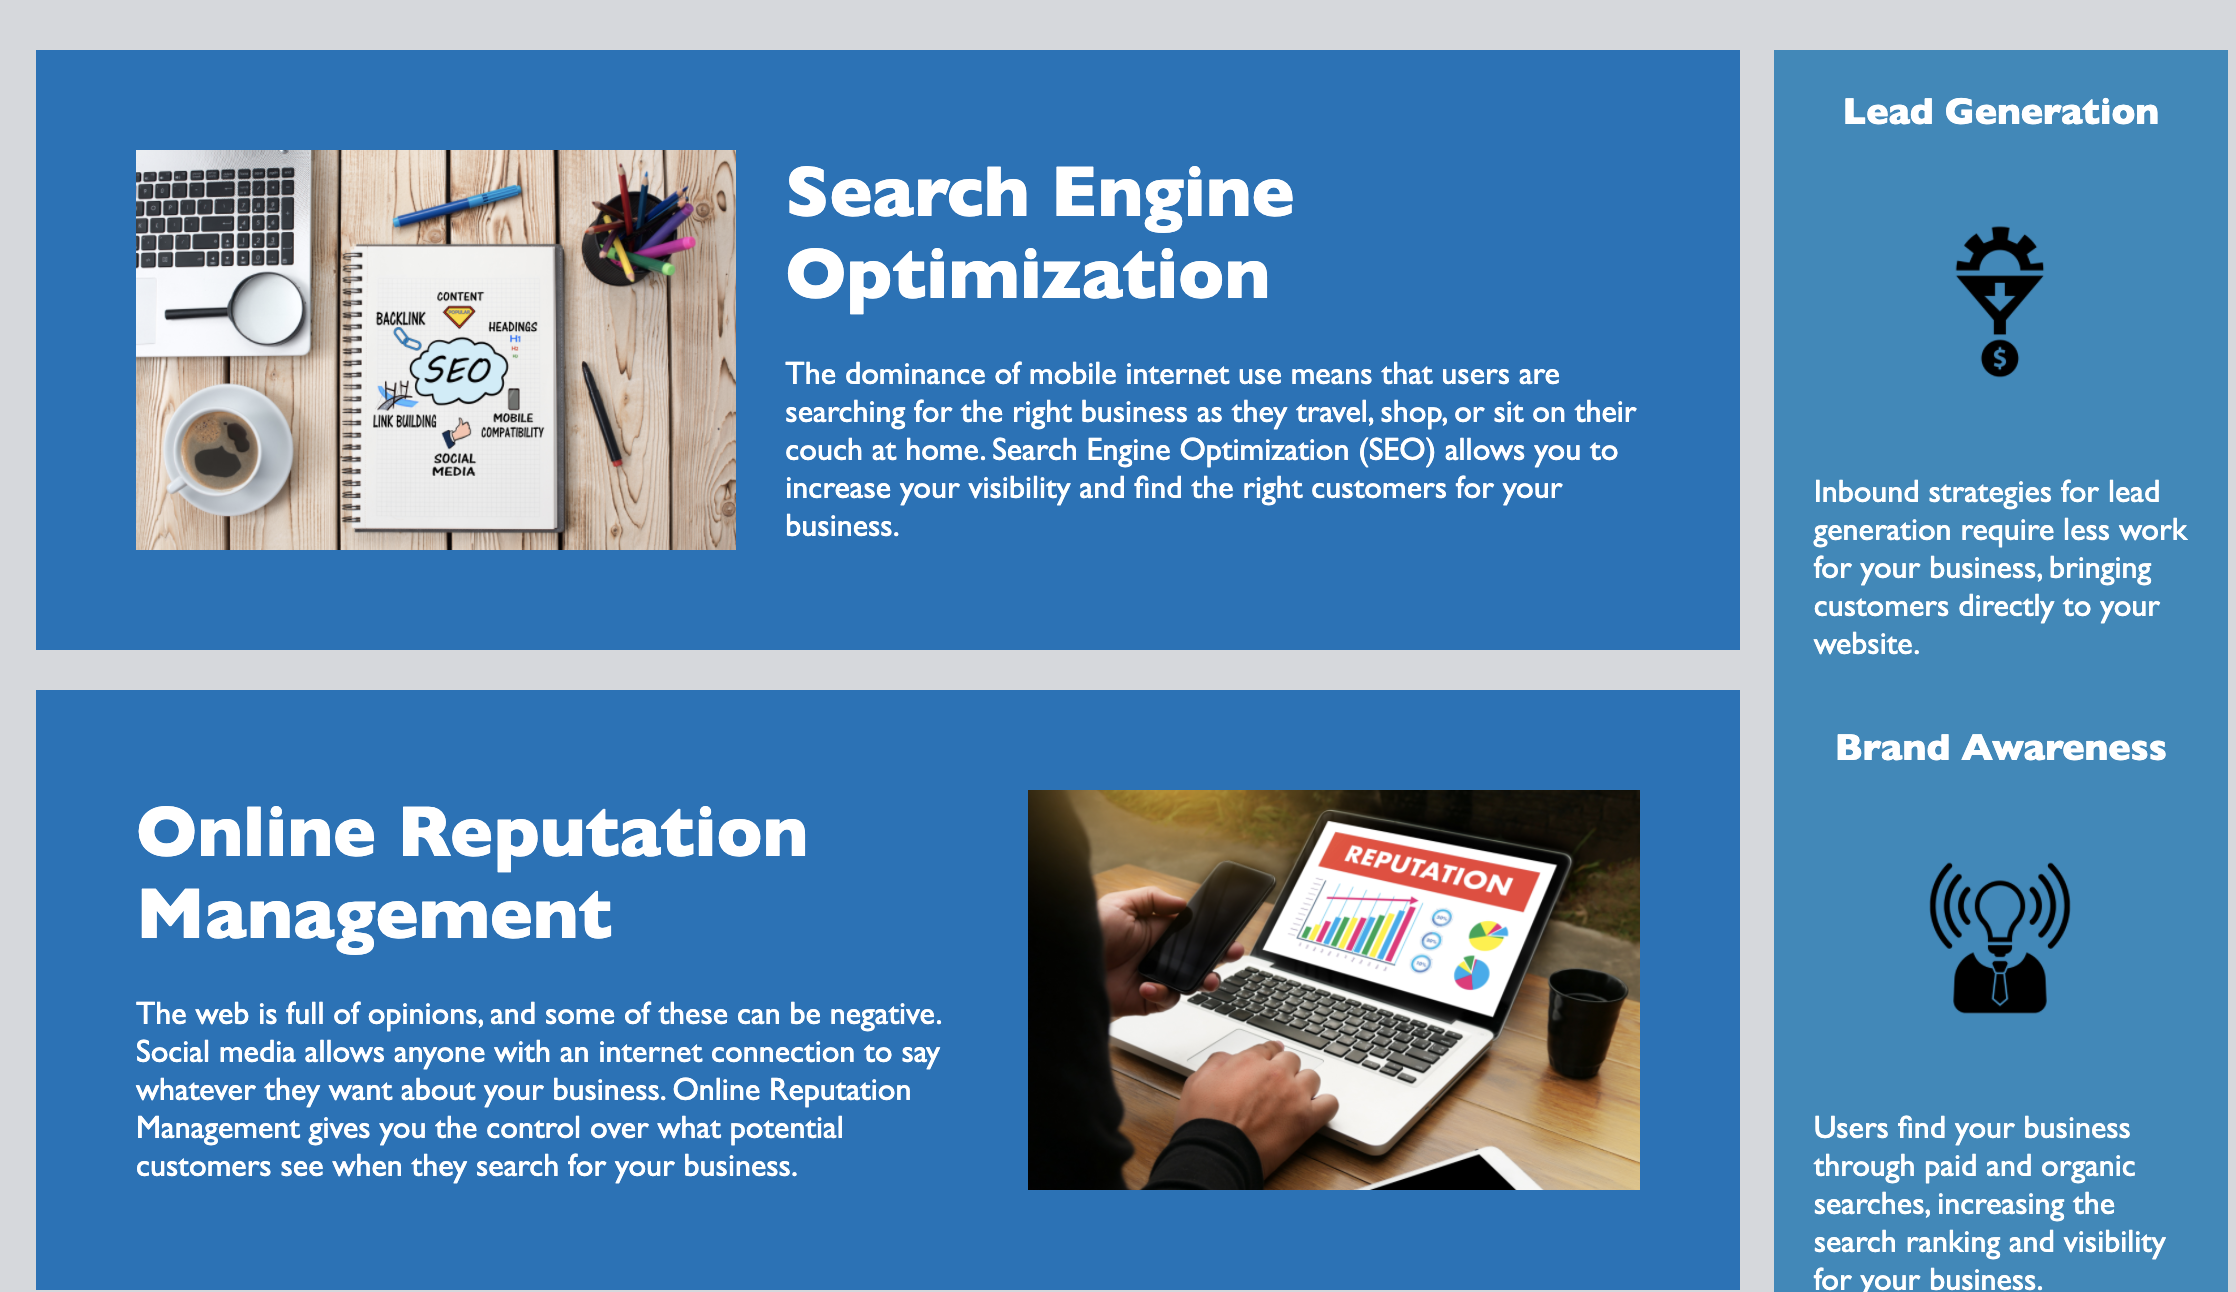 Search Engine
Optimization
The dominance of mobile internet use means that users are
searching for the right business as they travel, shop, or sit on their
couch at home. Search Engine Optimization (SEO) allows you to
increase your visibility and find the right customers for your
business.
CONTENT
POPULAR
BACKLINK
HEADINGS
H1
H2
SEO
LINK BUILDING
MOBILE
COMPATIBILITY
SOCIAL
MEDIA
Online Reputation
Management
The web is full of opinions, and some of these can be negative.
Social media allows anyone with an internet connection to say
whatever they want about your business. Online Reputation
Management gives you the control over what potential
customers see when they search for your business.
REPUTATION
Lead Generation
$
Inbound strategies for lead
generation require less work
for your business, bringing
customers directly to your
website.
Brand Awareness
Users find your business
through paid and organic
searches, increasing the
search ranking and visibility
for your business.